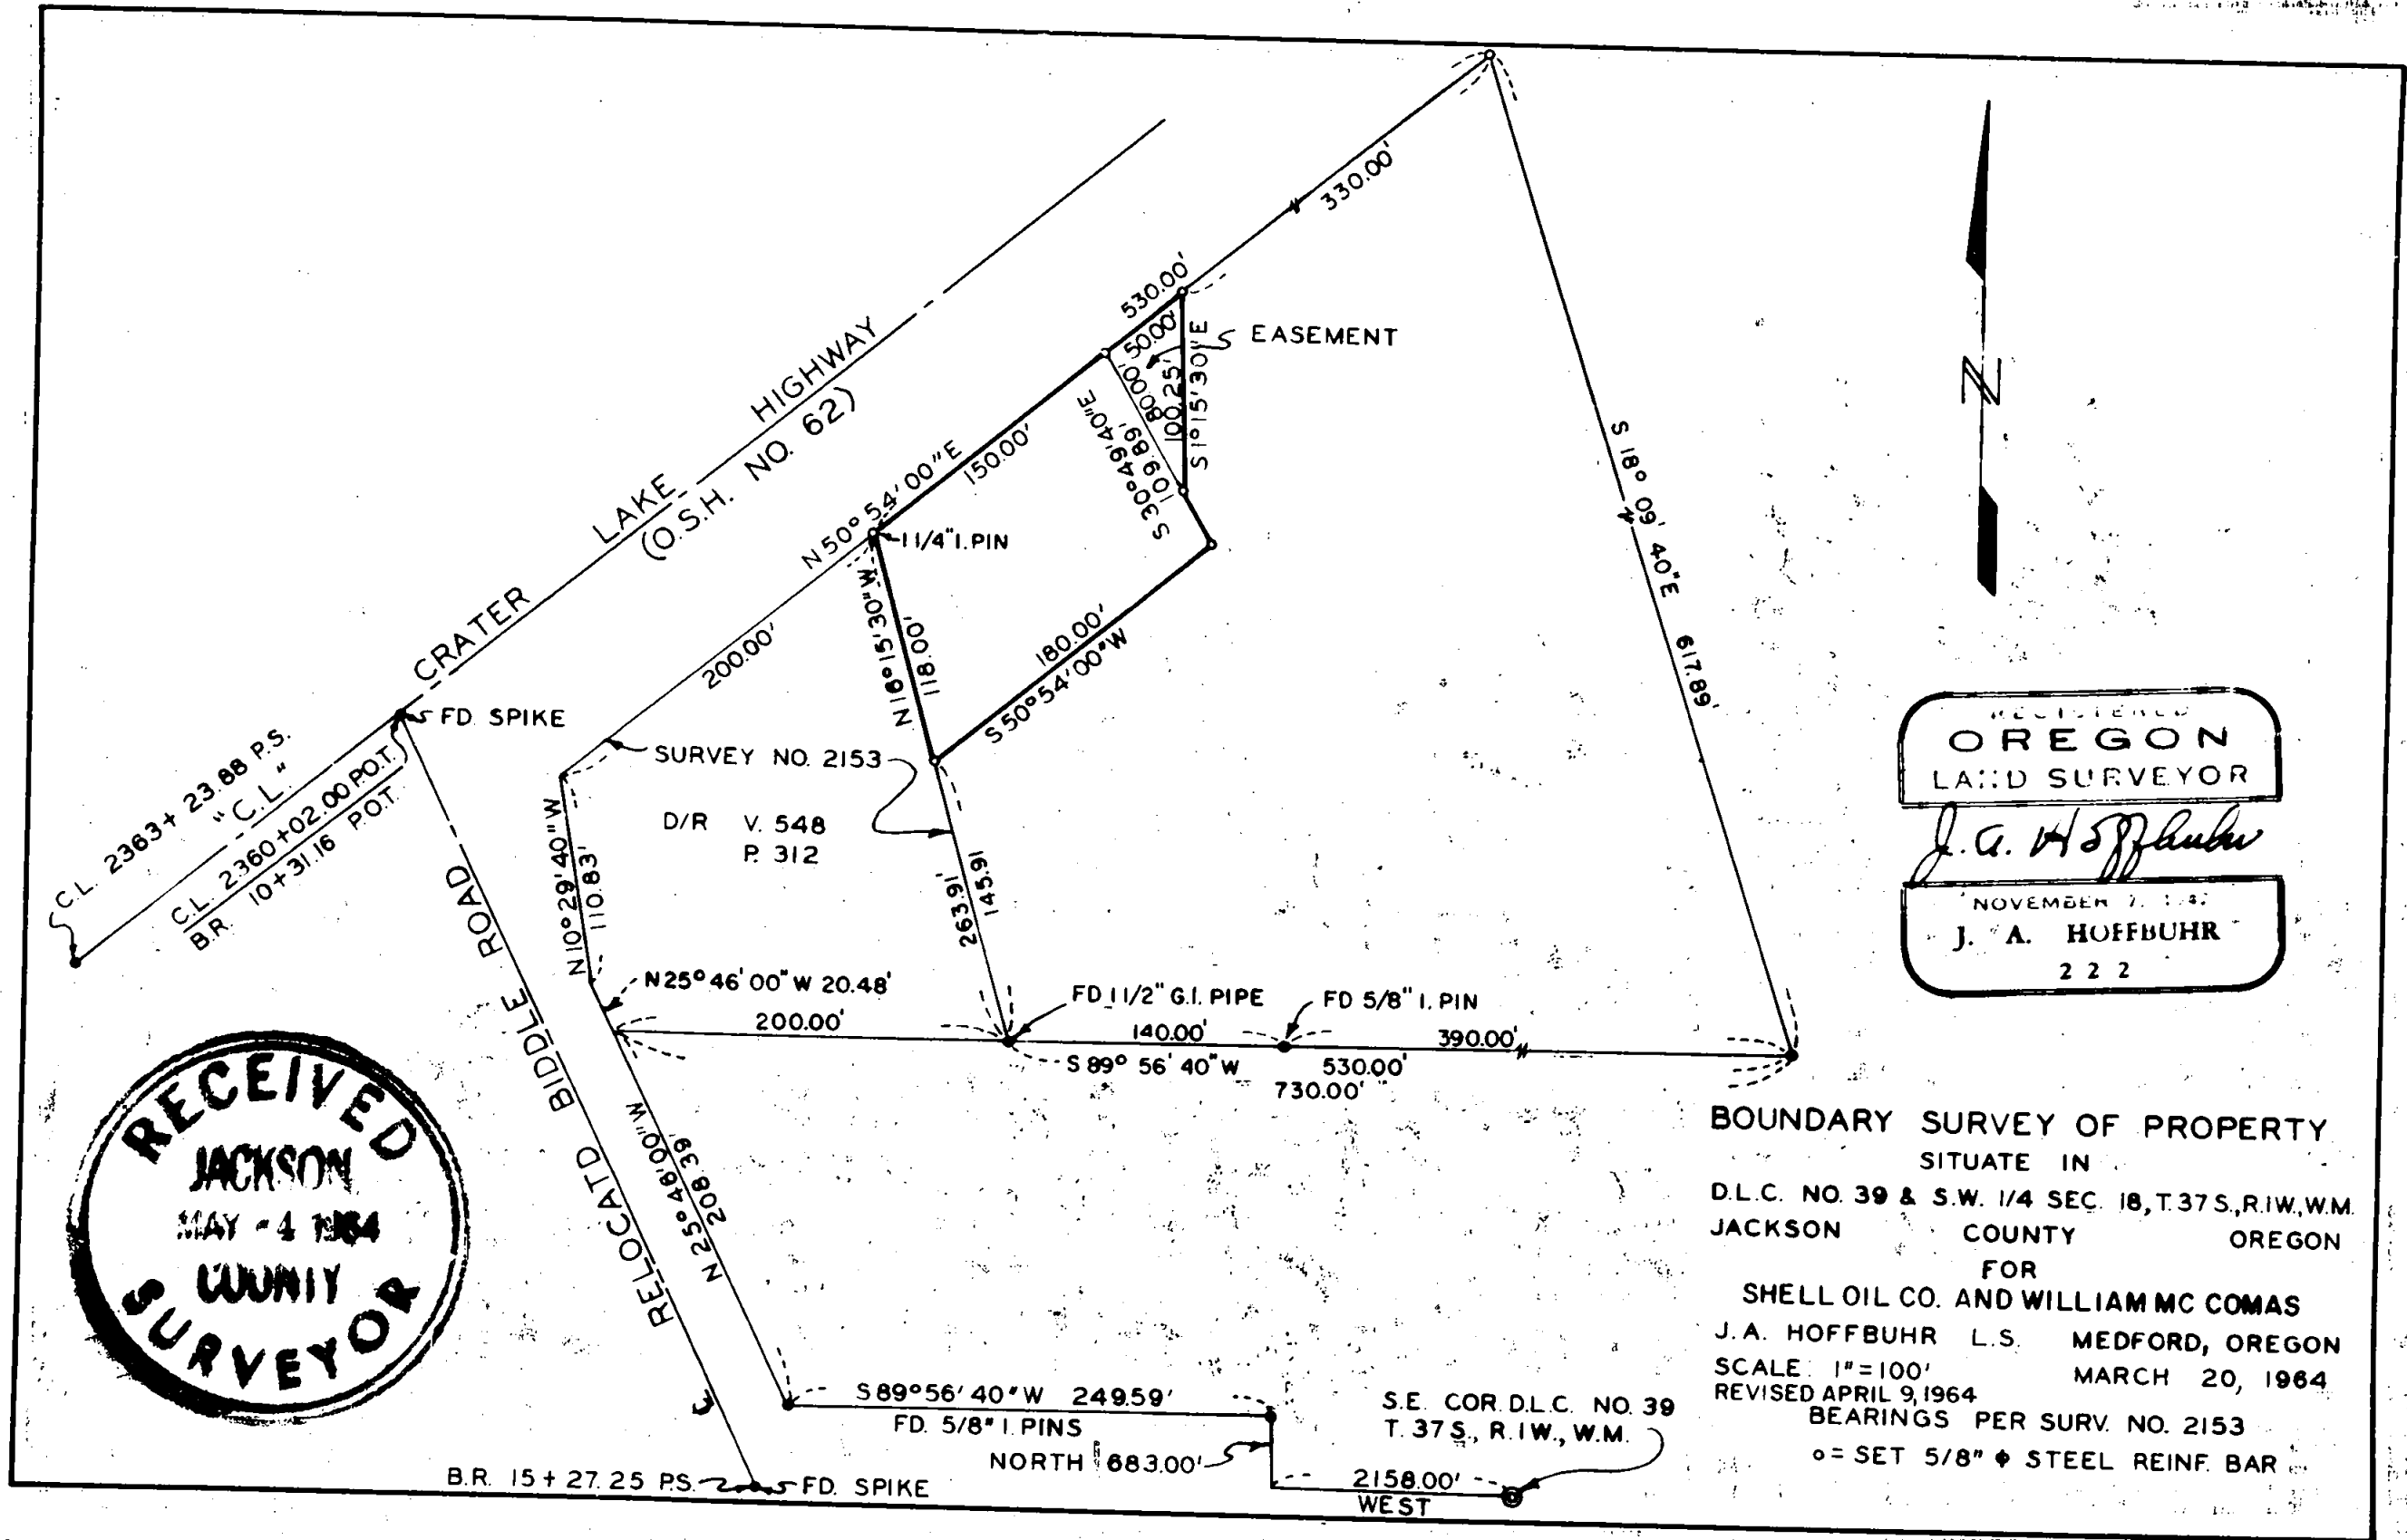 330.00'
530.00'
50.00'
EASEMENT
80.00'
100.25'
S 1° 15' 30" E
109.89'
S 30° 49' 40" E
CRATER LAKE HIGHWAY
(O.S.H. NO. 62)
N 50° 54' 00" E
150.00'
1 1/4" I. PIN
N 16° 15' 30" W
118.00'
180.00'
S 50° 54' 00" W
200.00'
S 18° 09' 40" E 617.89'
N
FD. SPIKE
C.L. 2363+ 23.88 P.S.
"C.L."
C.L. 2360+02.00 P.O.T.
B.R. 10+31.16 P.O.T.
SURVEY NO. 2153
D/R V. 548
P. 312
N 10° 29' 40" W
110.83'
263.91'
145.91
N 25° 46' 00" W 20.48'
200.00'
FD 1 1/2" G.I. PIPE
FD 5/8" I. PIN
140.00'
390.00'
S 89° 56' 40" W 530.00'
730.00'
RELOCATD BIDDLE ROAD
N 25° 46' 00" W
208.39'
S 89° 56' 40" W 249.59'
FD. 5/8" I. PINS
NORTH 683.00'
S.E. COR. D.L.C. NO. 39
T. 37 S., R. 1 W., W.M.
2158.00'
WEST
B.R. 15 + 27.25 P.S.
FD. SPIKE
RECEIVED
JACKSON
MAY - 4 1964
COUNTY
SURVEYOR
REGISTERED
OREGON
LAND SURVEYOR
J. A. Hoffbuhr
NOVEMBER
J. A. HOFFBUHR
222
BOUNDARY SURVEY OF PROPERTY
SITUATE IN
D.L.C. NO. 39 & S.W. 1/4 SEC. 18, T. 37 S., R. 1 W., W.M.
JACKSON COUNTY OREGON
FOR
SHELL OIL CO. AND WILLIAM MC COMAS
J. A. HOFFBUHR L.S. MEDFORD, OREGON
SCALE: 1" = 100' MARCH 20, 1964
REVISED APRIL 9, 1964
BEARINGS PER SURV. NO. 2153
o = SET 5/8" ϕ STEEL REINF. BAR